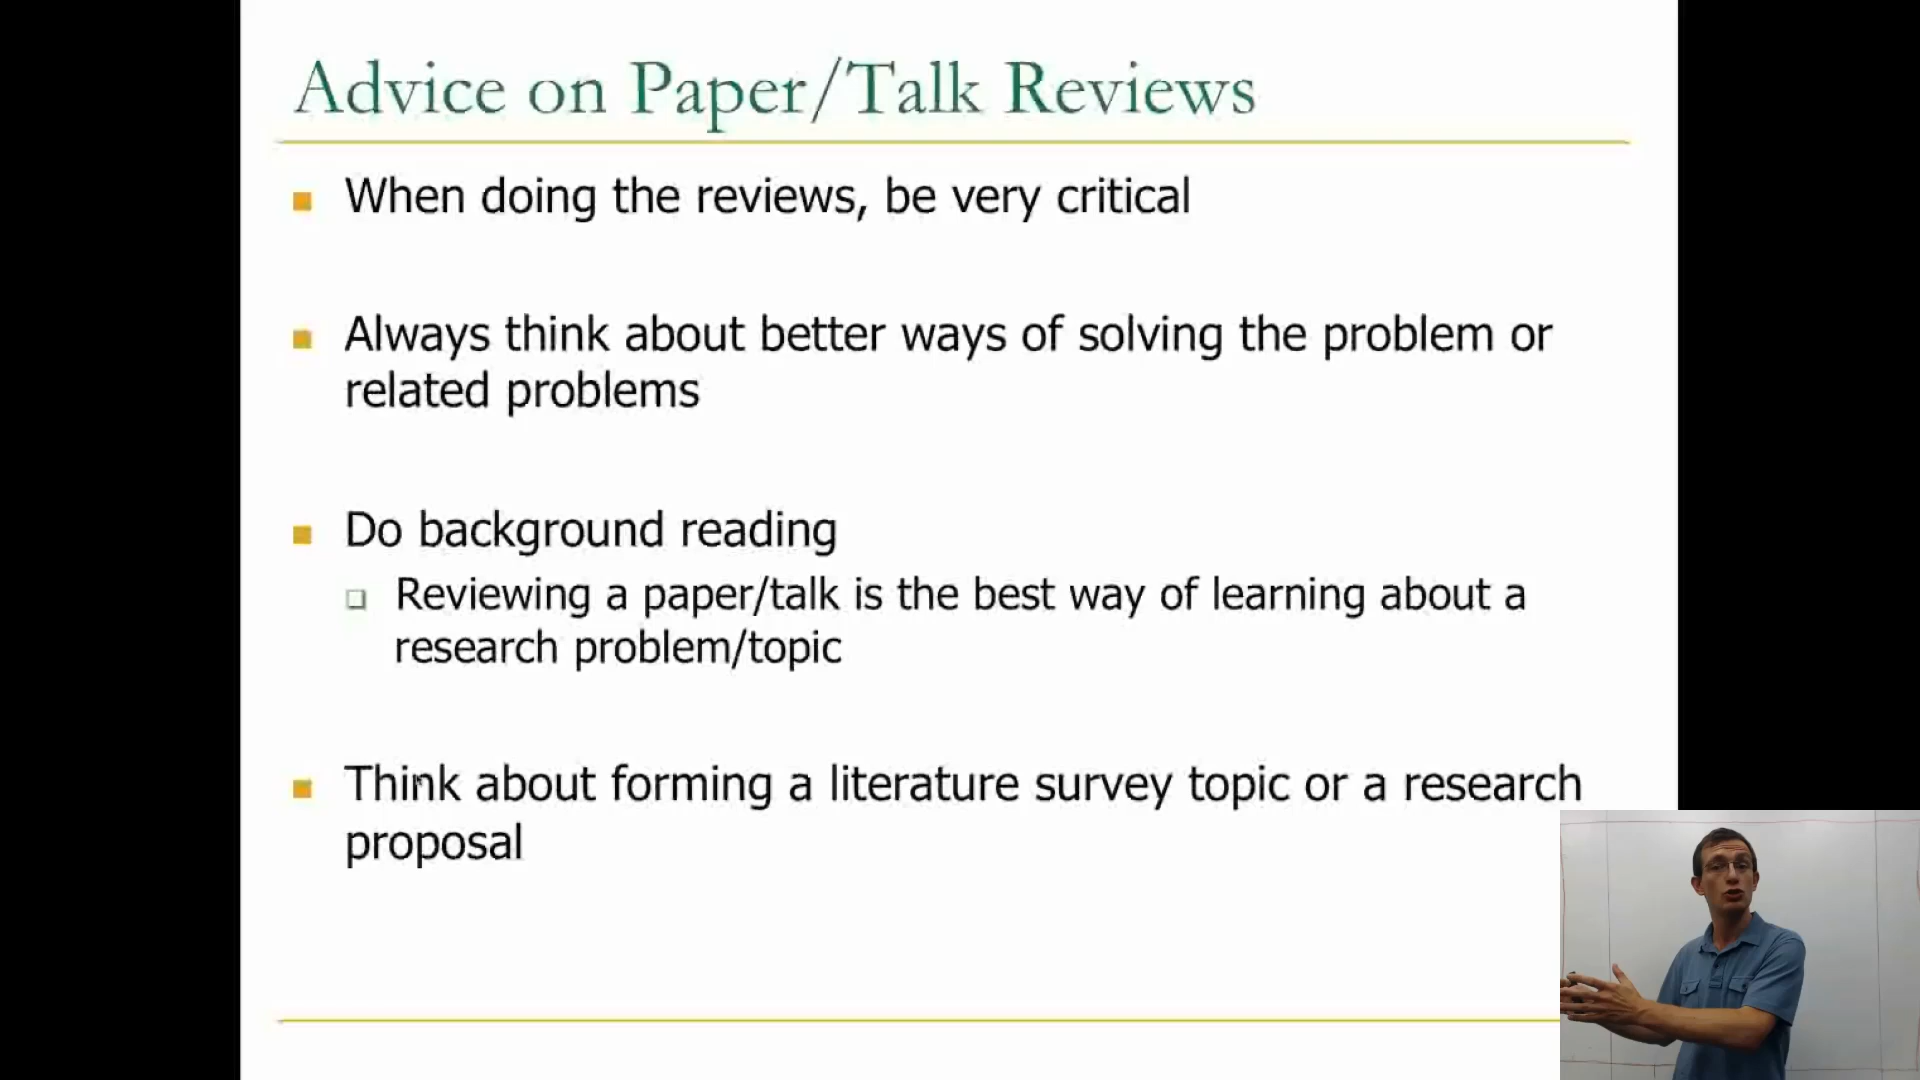 Advice on Paper/Talk Reviews
When doing the reviews, be very critical
Always think about better ways of solving the problem or
related problems
Do background reading
Reviewing a paper/talk is the best way of learning about a
research problem/topic
Think about forming a literature survey topic or a research
proposal